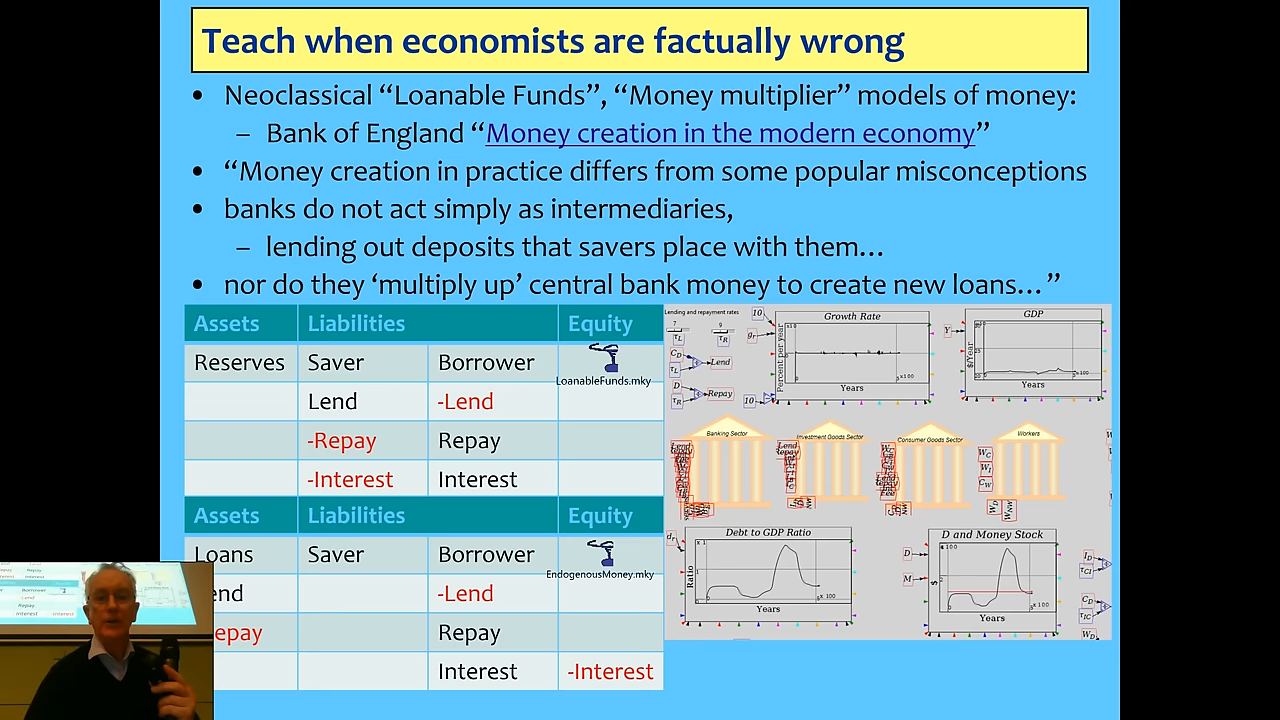 Teach when economists are factually wrong
• Neoclassical “Loanable Funds”, “Money multiplier” models of money:
– Bank of England “Money creation in the modern economy”
• “Money creation in practice differs from some popular misconceptions
• banks do not act simply as intermediaries,
– lending out deposits that savers place with them…
• nor do they ‘multiply up’ central bank money to create new loans…”
Assets Liabilities Equity
Reserves Saver Borrower
LoanableFunds.mky
Lend -Lend
-Repay Repay
-Interest Interest
Assets Liabilities Equity
Loans Saver Borrower
EndogenousMoney.mky
-Lend
Repay
Interest -Interest
Lending and repayment rates
Growth Rate
Percent per year
Years
GDP
$/Year
Years
Lend
Repay
Banking Sector
Investment Goods Sector
Consumer Goods Sector
Workers
Debt to GDP Ratio
Ratio
Years
D and Money Stock
$
Years